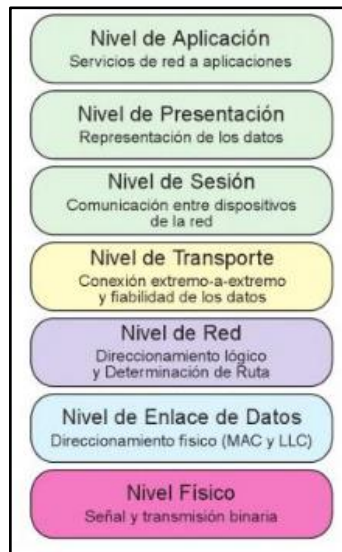 Nivel de Aplicación
Servicios de red a aplicaciones
Nivel de Presentación
Representación de los datos
Nivel de Sesión
Comunicación entre dispositivos
de la red
Nivel de Transporte
Conexión extremo-a-extremo
y fiabilidad de los datos
Nivel de Red
Direccionamiento lógico
y Determinación de Ruta
Nivel de Enlace de Datos
Direccionamiento fisico (MAC y LLC)
Nivel Físico
Señal y transmisión binaria